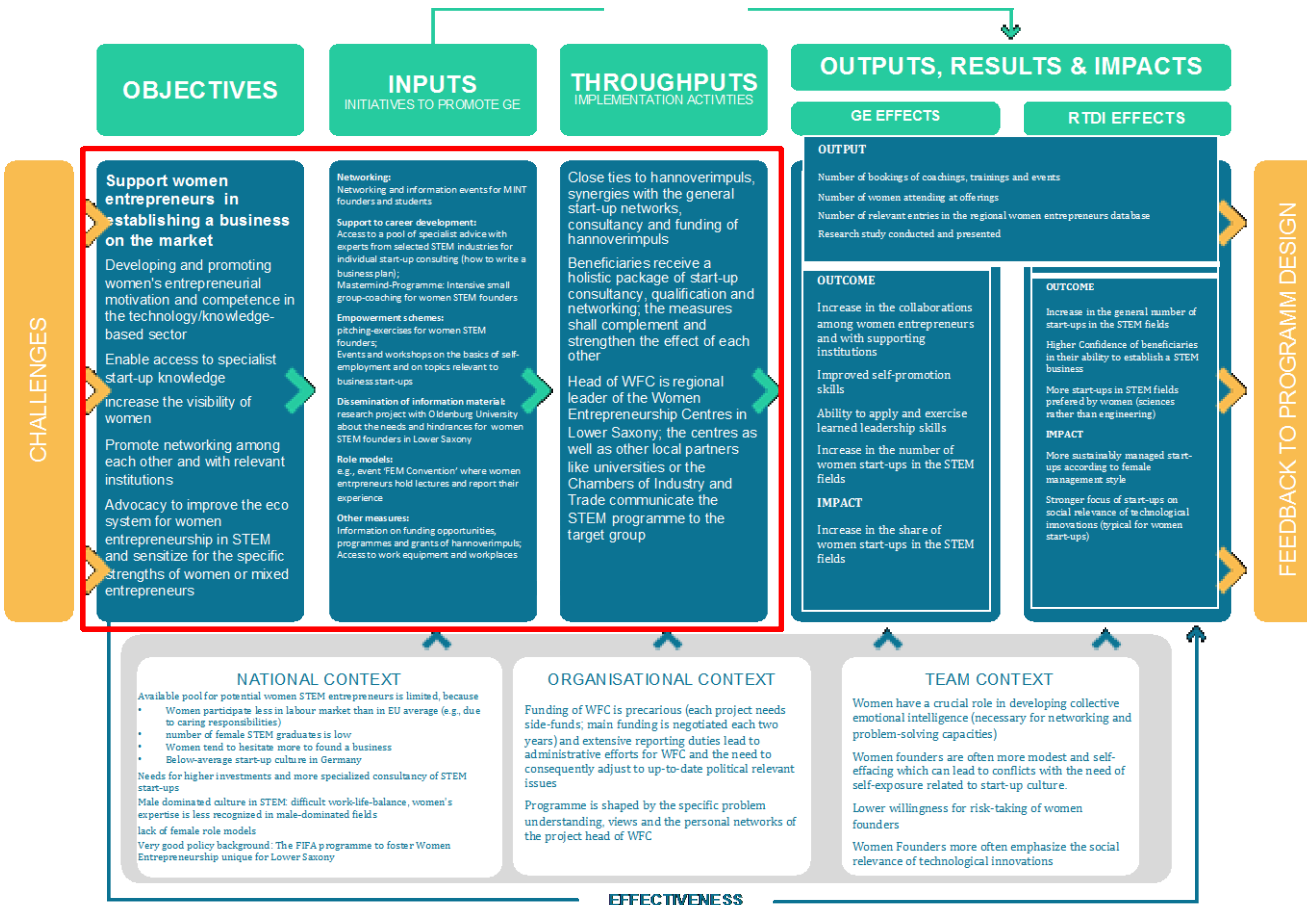 OBJECTIVES
INPUTS
INITIATIVES TO PROMOTE GE
THROUGHPUTS
IMPLEMENTATION ACTIVITIES
OUTPUTS, RESULTS & IMPACTS
GE EFFECTS
RTDI EFFECTS
CHALLENGES
Support women
entrepreneurs in
establishing a business
on the market
Developing and promoting
women's entrepreneurial
motivation and competence in
the technology/knowledge-
based sector
Enable access to specialist
start-up knowledge
increase the visibility of
women
Promote networking among
each other and with relevant
institutions
Advocacy to improve the eco
system for women
entrepreneurship in STEM
and sensitize for the specific
strengths of women or mixed
entrepreneurs
Networking:
Networking and information events for MINT
founders and students
Support to career development:
Access to a pool of specialist advice with
experts from selected STEM industries for
individual start-up consulting (how to write a
business plan);
Mastermind-Programme: Intensive small
group-coaching for women STEM founders
Empowerment schemes:
pitching-exercises for women STEM
founders;
Events and workshops on the basics of self-
employment and on topics relevant to
business start-ups
Dissemination of information material:
research project with Oldenburg University
about the needs and hindrances for women
STEM founders in Lower Saxony
Role models:
e.g., event 'FEM Convention' where women
entrpreneurs hold lectures and report their
experience
Other measures:
Information on funding opportunities,
programmes and grants of hannoverimpuls;
Access to work equipment and workplaces
Close ties to hannoverimpuls,
synergies with the general
start-up networks,
consultancy and funding of
hannoverimpuls
Beneficiaries receive a
holistic package of start-up
consultancy, qualification and
networking; the measures
shall complement and
strengthen the effect of each
other
Head of WFC is regional
leader of the Women
Entrepreneurship Centres in
Lower Saxony; the centres as
well as other local partners
like universities or the
Chambers of Industry and
Trade communicate the
STEM programme to the
target group
OUTPUT
Number of bookings of coachings, trainings and events
Number of women attending at offerings
Number of relevant entries in the regional women entrepreneurs database
Research study conducted and presented
OUTCOME
Increase in the collaborations
among women entrepreneurs
and with supporting
institutions
Improved self-promotion
skills
Ability to apply and exercise
learned leadership skills
Increase in the number of
women start-ups in the STEM
fields
IMPACT
Increase in the share of
women start-ups in the STEM
fields
OUTCOME
Increase in the general number of
start-ups in the STEM fields
Higher Confidence of beneficiaries
in their ability to establish a STEM
business
More start-ups in STEM fields
prefered by women (sciences
rather than engineering)
IMPACT
More sustainably managed start-
ups according to female
management style
Stronger focus of start-ups on
social relevance of technological
innovations (typical for women
start-ups)
FEEDBACK TO PROGRAMM DESIGN
NATIONAL CONTEXT
Available pool for potential women STEM entrepreneurs is limited, because
• Women participate less in labour market than in EU average (e.g., due
to caring responsibilities)
• number of female STEM graduates is low
• Women tend to hesitate more to found a business
• Below-average start-up culture in Germany
Needs for higher investments and more specialized consultancy of STEM
start-ups
Male dominated culture in STEM: difficult work-life-balance, women's
expertise is less recognized in male-dominated fields
lack of female role models
Very good policy background: The FIFA programme to foster Women
Entrepreneurship unique for Lower Saxony
ORGANISATIONAL CONTEXT
Funding of WFC is precarious (each project needs
side-funds; main funding is negotiated each two
years) and extensive reporting duties lead to
administrative efforts for WFC and the need to
consequently adjust to up-to-date political relevant
issues
Programme is shaped by the specific problem
understanding, views and the personal networks of
the project head of WFC
TEAM CONTEXT
Women have a crucial role in developing collective
emotional intelligence (necessary for networking and
problem-solving capacities)
Women founders are often more modest and self-
effacing which can lead to conflicts with the need of
self-exposure related to start-up culture.
Lower willingness for risk-taking of women
founders
Women Founders more often emphasize the social
relevance of technological innovations
EFFECTIVENESS